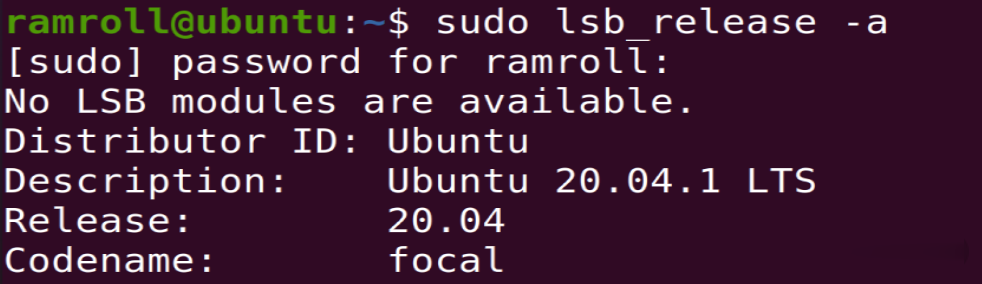 ramroll@ubuntu:~$ sudo lsb_release -a
[sudo] password for ramroll:
No LSB modules are available.
Distributor ID: Ubuntu
Description:    Ubuntu 20.04.1 LTS
Release:        20.04
Codename:       focal